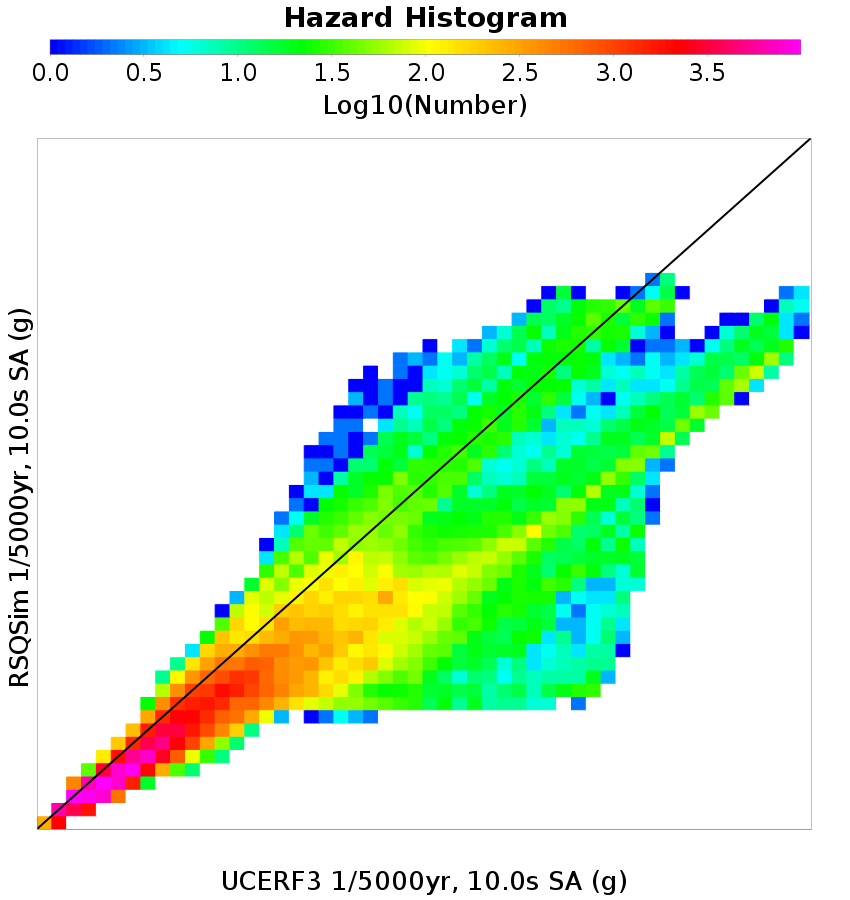 Hazard Histogram
0.0 0.5 1.0 1.5 2.0 2.5 3.0 3.5
Log10(Number)
RSQSim 1/5000yr, 10.0s SA (g)
UCERF3 1/5000yr, 10.0s SA (g)